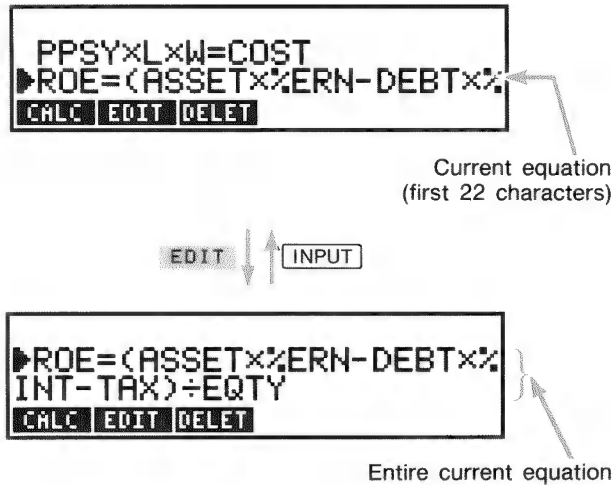 PPSY×L×W=COST
▶ROE=(ASSET×%ERN-DEBT×%
CALC EDIT DELET
Current equation
(first 22 characters)
EDIT INPUT
▶ROE=(ASSET×%ERN-DEBT×%
INT-TAX)÷EQTY
CALC EDIT DELET
Entire current equation